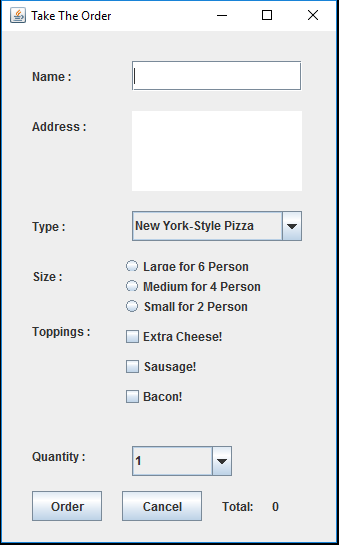 Take The Order
Name :
Address :
Type : New York-Style Pizza
Size : Large for 6 Person
Medium for 4 Person
Small for 2 Person
Toppings : Extra Cheese!
Sausage!
Bacon!
Quantity : 1
Order Cancel Total: 0